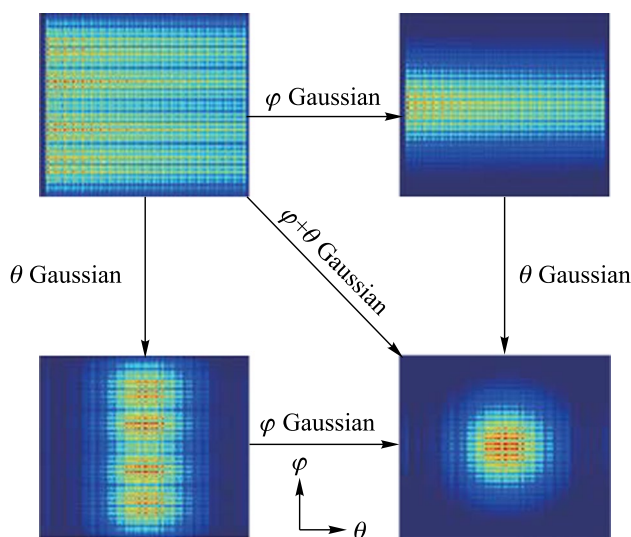 φ Gaussian
φ+θ Gaussian
θ Gaussian
θ Gaussian
φ Gaussian
φ
θ